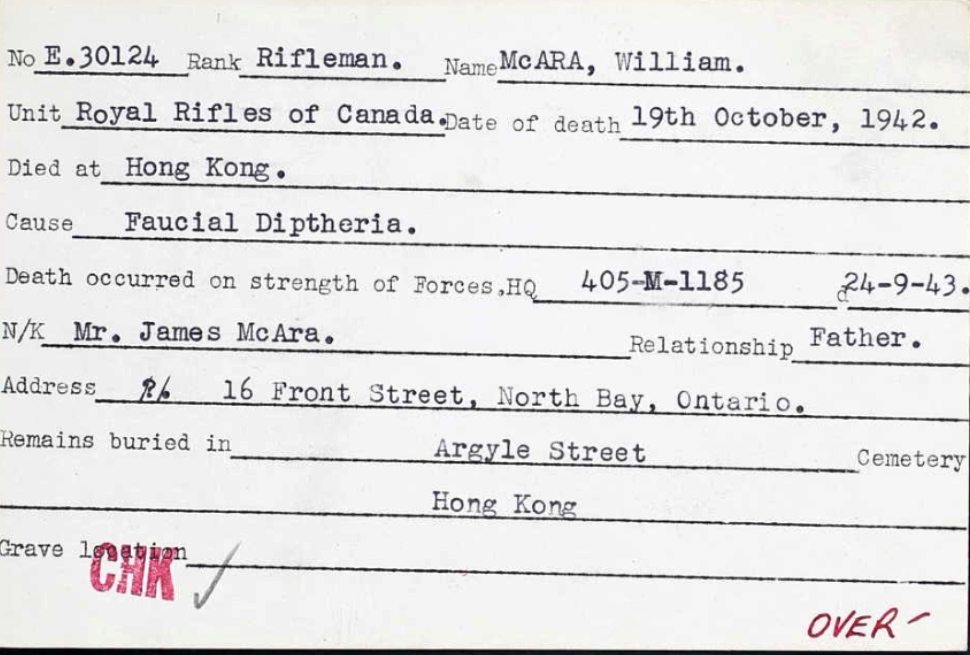 No E.30124 Rank Rifleman. Name McARA, William.
Unit Royal Rifles of Canada. Date of death 19th October, 1942.
Died at Hong Kong.
Cause Faucial Diptheria.
Death occurred on strength of Forces, HQ 405-M-1185 d 24-9-43.
N/K Mr. James McAra. Relationship Father.
Address 16 Front Street, North Bay, Ontario.
Remains buried in Argyle Street Cemetery
Hong Kong
Grave location
CHK
OVER-